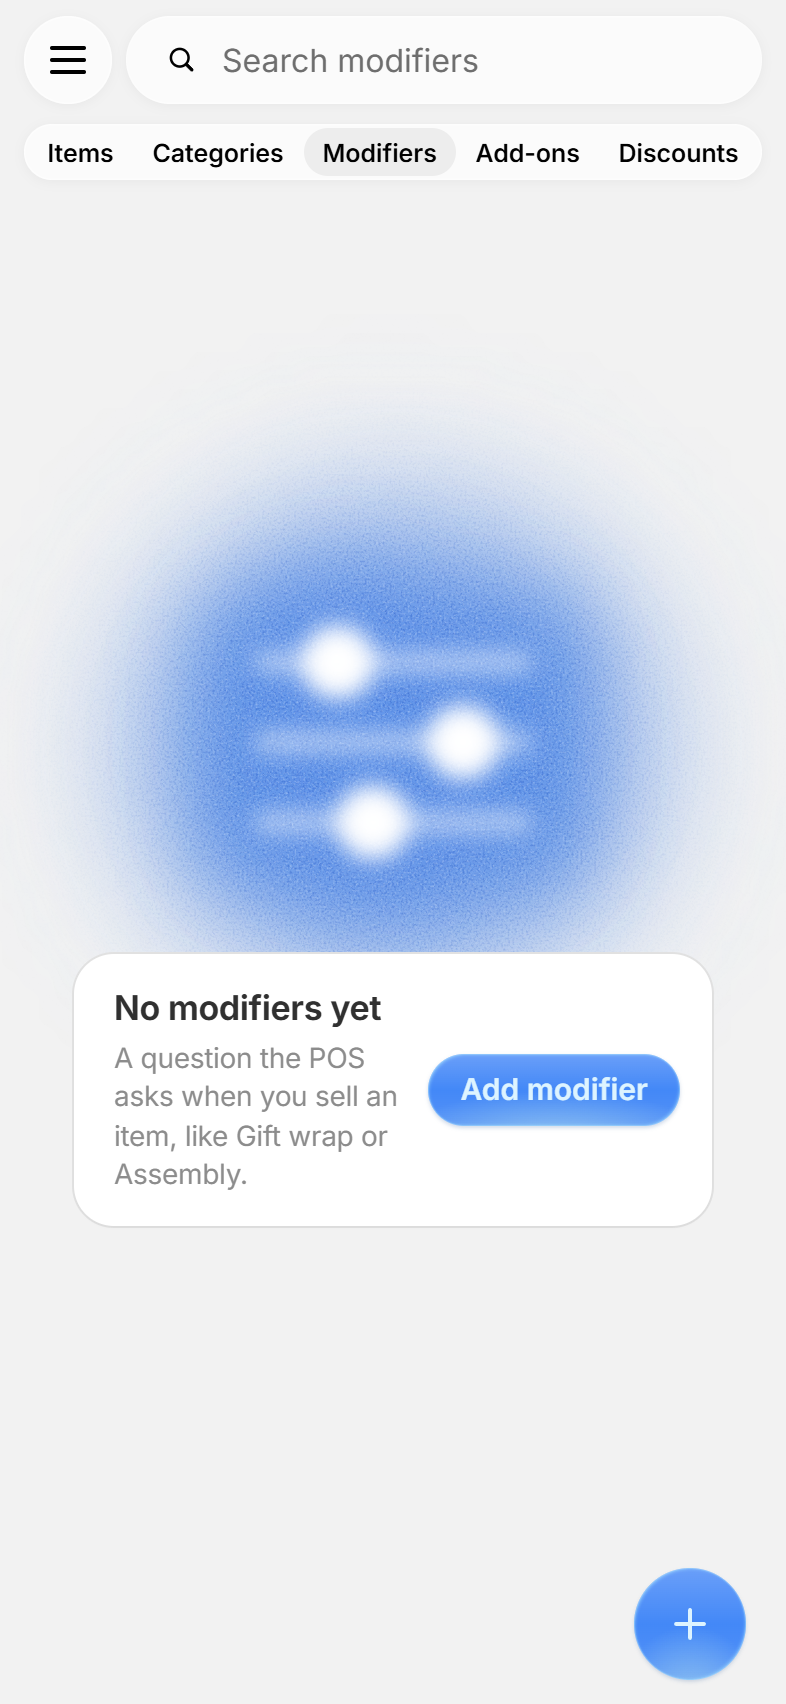 Search modifiers
Items Categories Modifiers Add-ons Discounts
No modifiers yet
A question the POS
asks when you sell an
item, like Gift wrap or
Assembly.
Add modifier